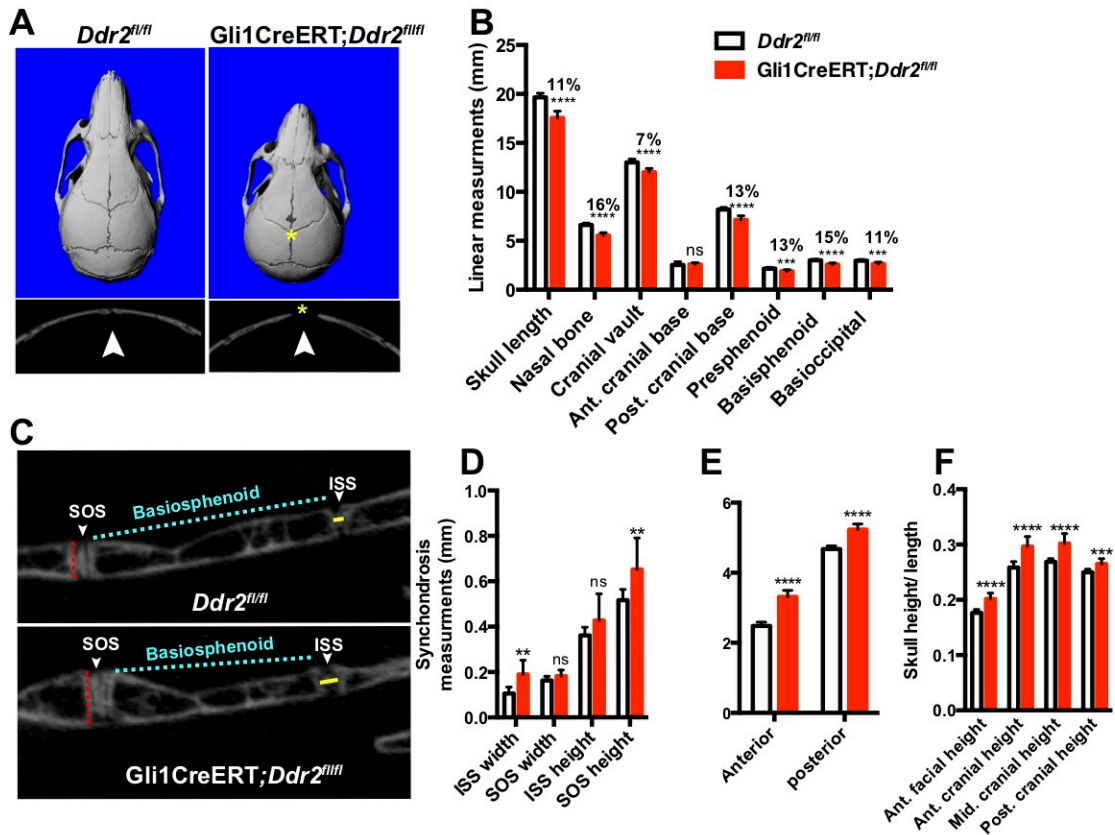 A
Ddr2fl/fl
Gli1CreERT;Ddr2fl/fl
*
*
B
Ddr2fl/fl
Gli1CreERT;Ddr2fl/fl
Linear measurments (mm)
25
20
15
10
5
0
11%
****
16%
****
7%
****
ns
13%
****
13%
***
15%
****
11%
***
Skull length
Nasal bone
Cranial vault
Ant. cranial base
Post. cranial base
Presphenoid
Basisphenoid
Basioccipital
C
SOS
Basiosphenoid
ISS
Ddr2fl/fl
SOS
Basiosphenoid
ISS
Gli1CreERT;Ddr2fl/fl
D
Synchondrosis
measurments (mm)
1.0
0.8
0.6
0.4
0.2
0.0
**
ns
ns
**
ISS width
SOS width
ISS height
SOS height
E
6
4
2
0
****
****
Anterior
posterior
F
Skull height/ length
0.4
0.3
0.2
0.1
0.0
****
****
****
***
Ant. facial height
Ant. cranial height
Mid. cranial height
Post. cranial height